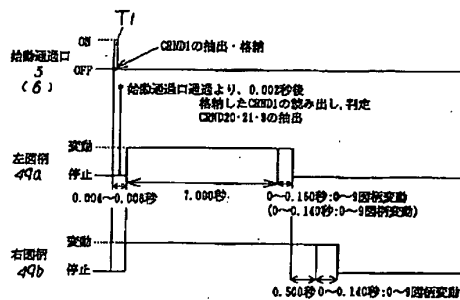 T1
ON
CRND1の抽出・格納
始動通過口
5
(6)
OFF
始動通過口通過より、0.002秒後
格納したCRND1の読み出し,判定
CRND20・21・3の抽出
左図柄
49a
変動
停止
0.004〜0.008秒
7.000秒
0〜0.160秒:0〜9図柄変動
(0〜0.140秒:0〜9図柄変動)
右図柄
49b
変動
停止
0.500秒
0〜0.140秒:0〜9図柄変動